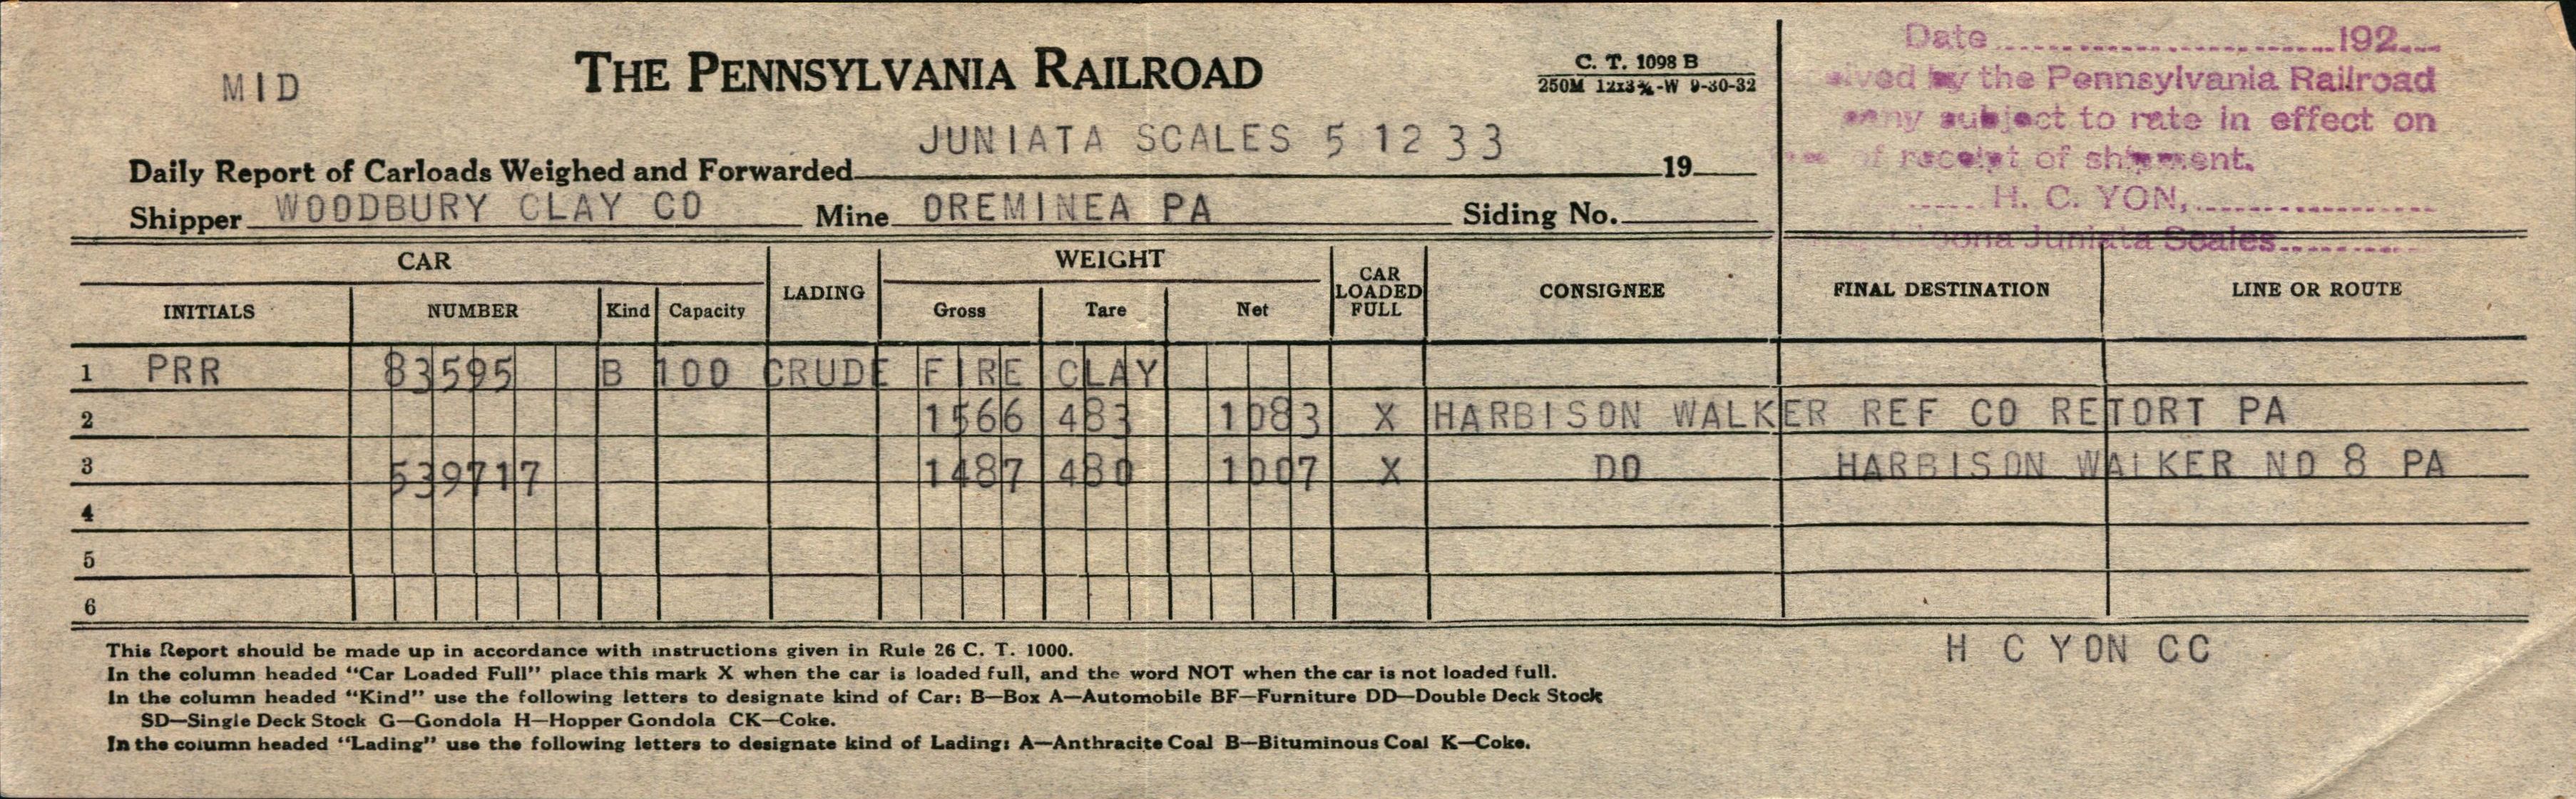 MID
THE PENNSYLVANIA RAILROAD
C. T. 1098 B
250M 12x3¾-W 9-30-32
Date 192
by the Pennsylvania Railroad
subject to rate in effect on
of receipt of shipment.
H. C. YON,
Juniata Scales
JUNIATA SCALES 5 12 33
Daily Report of Carloads Weighed and Forwarded 19
Shipper WOODBURY CLAY CO Mine OREMINEA PA Siding No.
CAR LADING WEIGHT CAR LOADED FULL CONSIGNEE FINAL DESTINATION LINE OR ROUTE
INITIALS NUMBER Kind Capacity Gross Tare Net
1 PRR 83595 B 100 CRUDE FIRE CLAY
2 1566 483 1083 X HARBISON WALKER REF CO RETORT PA
3 539717 1487 480 1007 X DO HARBISON WALKER NO 8 PA
4
5
6
H C YON CC
This Report should be made up in accordance with instructions given in Rule 26 C. T. 1000.
In the column headed “Car Loaded Full” place this mark X when the car is loaded full, and the word NOT when the car is not loaded full.
In the column headed “Kind” use the following letters to designate kind of Car: B—Box A—Automobile BF—Furniture DD—Double Deck Stock
SD—Single Deck Stock G—Gondola H—Hopper Gondola CK—Coke.
In the column headed “Lading” use the following letters to designate kind of Lading: A—Anthracite Coal B—Bituminous Coal K—Coke.